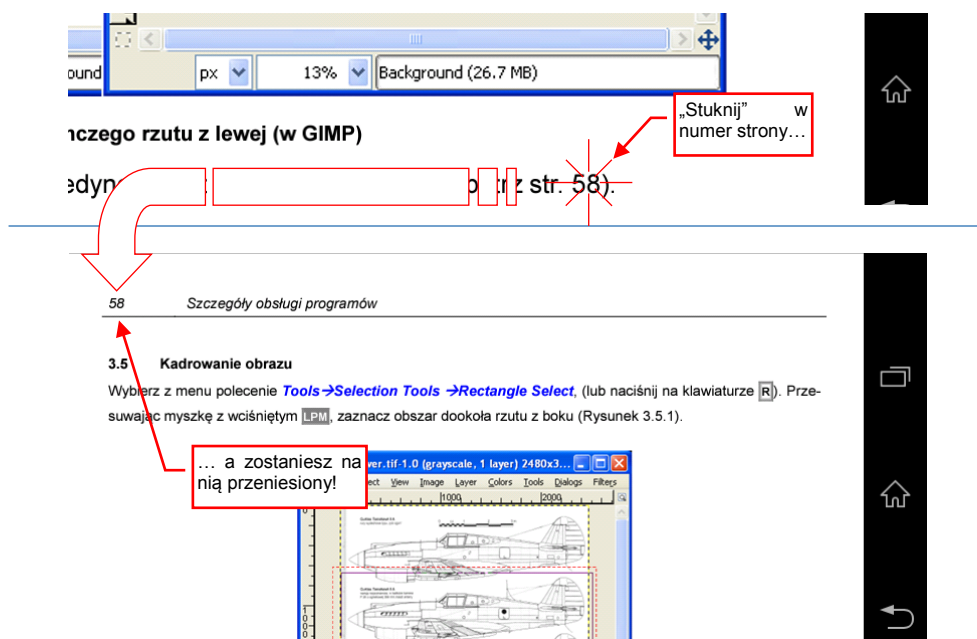 ound
px 13% Background (26.7 MB)
„Stuknij” w
numer strony…
nczego rzutu z lewej (w GIMP)
edyn
str. 58).
58 Szczegóły obsługi programów
3.5 Kadrowanie obrazu
Wybierz z menu polecenie Tools→Selection Tools →Rectangle Select, (lub naciśnij na klawiaturze R). Prze-
suwając myszkę z wciśniętym LPM, zaznacz obszar dookoła rzutu z boku (Rysunek 3.5.1).
… a zostaniesz na
nią przeniesiony!
ver.tif-1.0 (grayscale, 1 layer) 2480x3...
ect View Image Layer Colors Tools Dialogs Filters
1000 2000
0